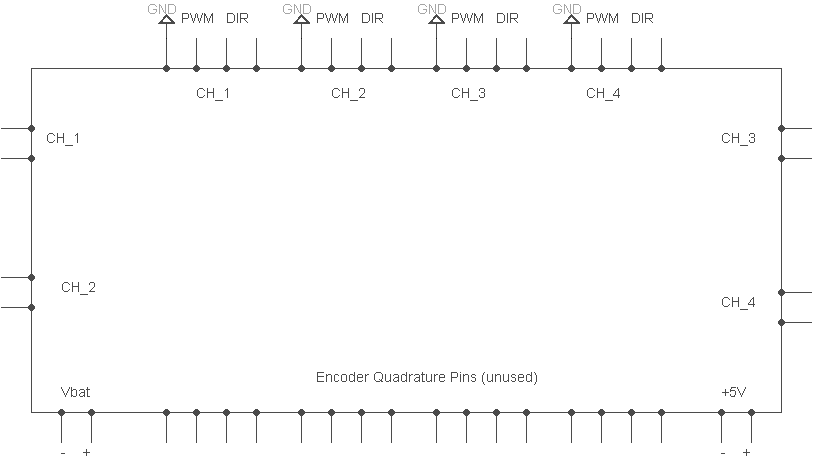 GND GND GND GND
PWM DIR PWM DIR PWM DIR PWM DIR
CH_1 CH_2 CH_3 CH_4
CH_1 CH_3
CH_2
CH_4
Encoder Quadrature Pins (unused)
Vbat +5V
- + - +